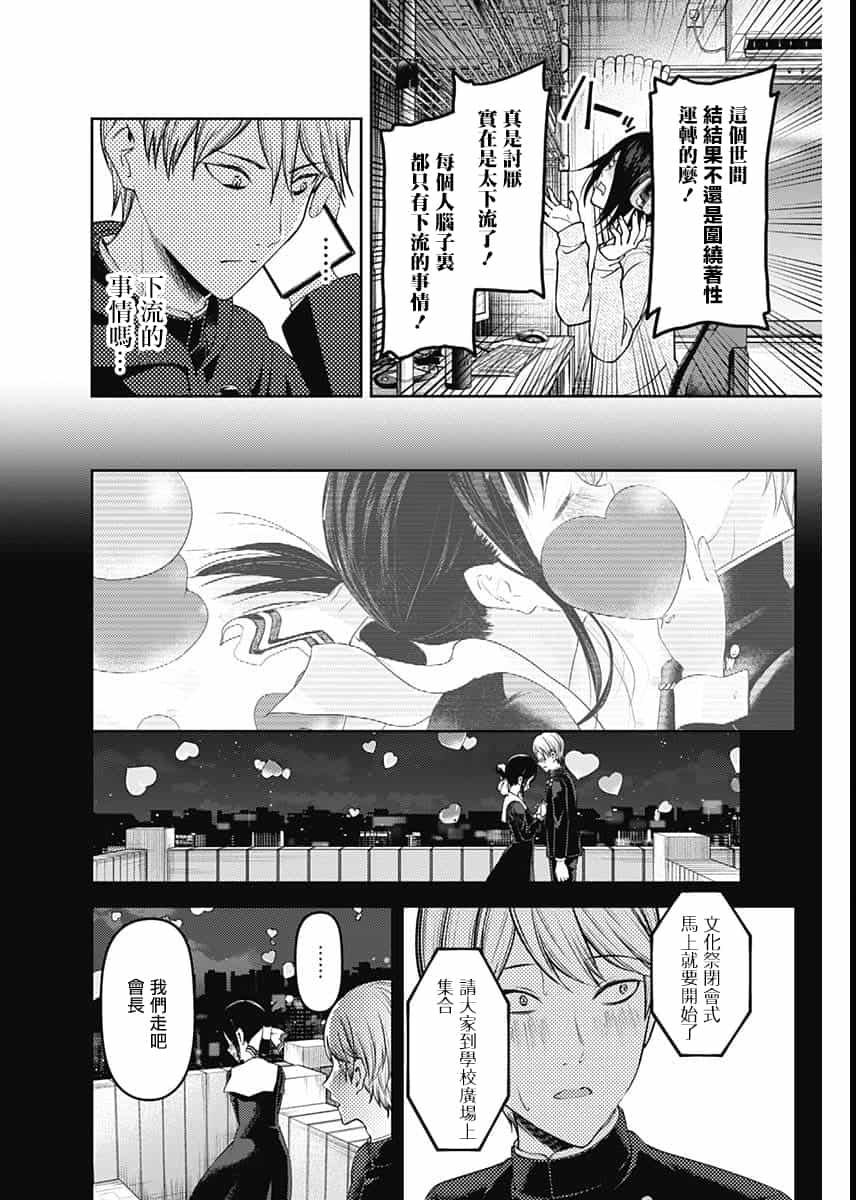 這個世間
結結果不還是圍繞著性
運轉的麼！
真是討厭
實在是太下流了！
每個人腦子裏
都只有下流的事情！
……
下流的
事情嗎…
文化祭閉會式
馬上就要開始了
請大家到學校廣場上
集合
……
我們走吧
會長